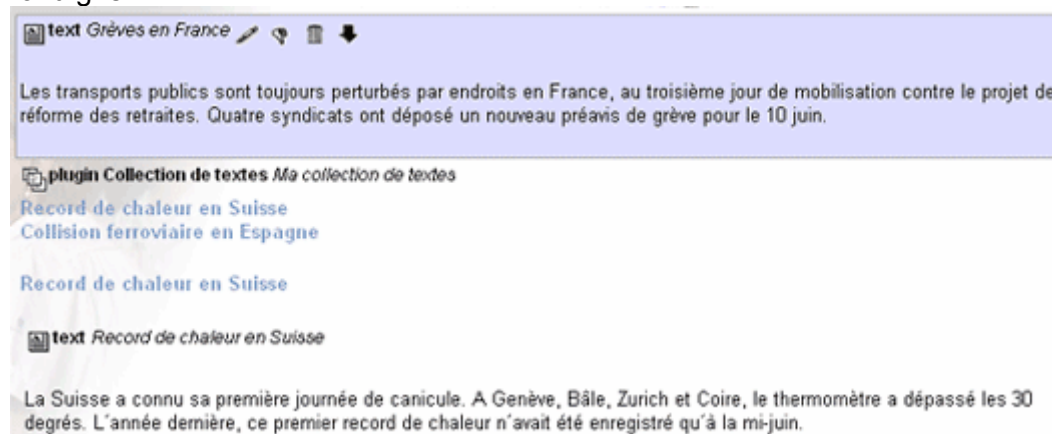 text Grèves en France
Les transports publics sont toujours perturbés par endroits en France, au troisième jour de mobilisation contre le projet de
réforme des retraites. Quatre syndicats ont déposé un nouveau préavis de grève pour le 10 juin.
plugin Collection de textes Ma collection de textes
Record de chaleur en Suisse
Collision ferroviaire en Espagne
Record de chaleur en Suisse
text Record de chaleur en Suisse
La Suisse a connu sa première journée de canicule. A Genève, Bâle, Zurich et Coire, le thermomètre a dépassé les 30
degrés. L´année dernière, ce premier record de chaleur n´avait été enregistré qu´à la mi-juin.